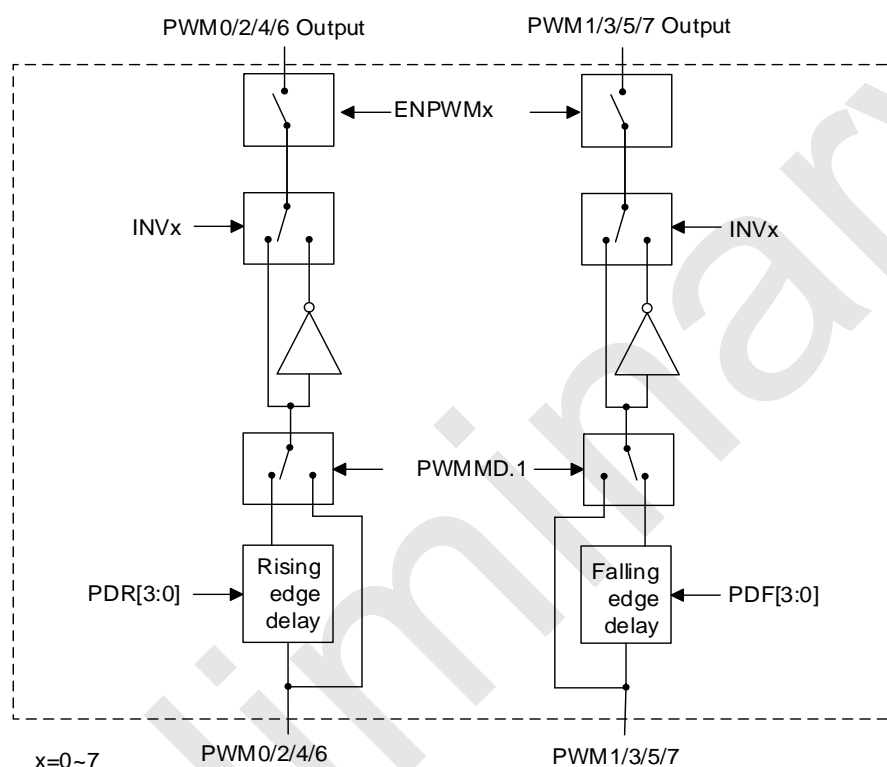 PWM0/2/4/6 Output
PWM1/3/5/7 Output
ENPWMx
INVx
INVx
PWMMD.1
PDR[3:0]
Rising
edge
delay
Falling
edge
delay
PDF[3:0]
x=0~7
PWM0/2/4/6
PWM1/3/5/7
liminary